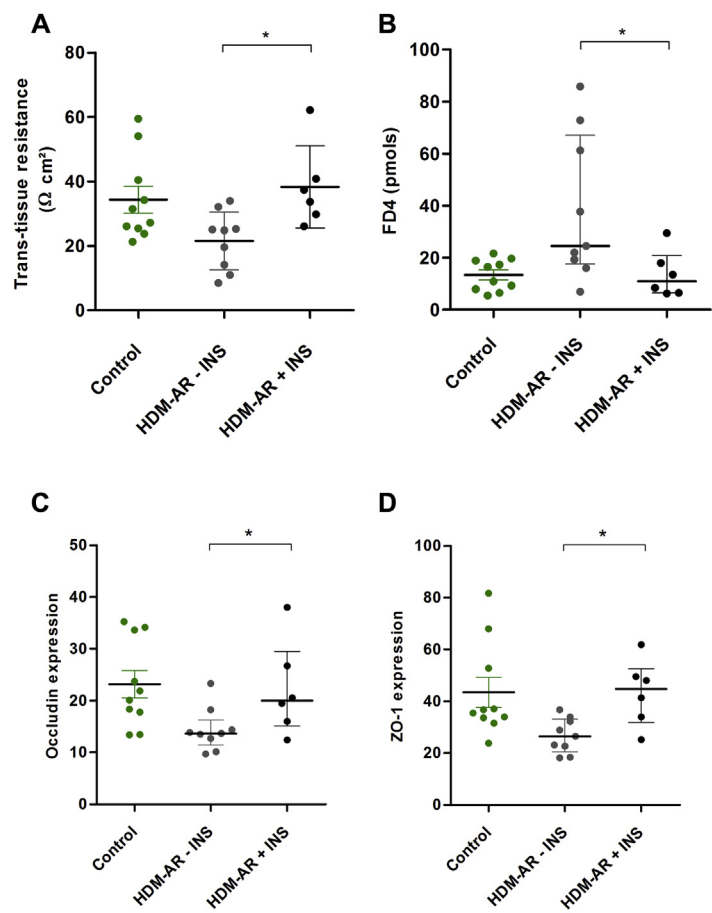 A
Trans-tissue resistance
(Ω cm²)
80
60
40
20
0
*
Control
HDM-AR - INS
HDM-AR + INS
B
FD4 (pmols)
100
80
60
40
20
0
*
Control
HDM-AR - INS
HDM-AR + INS
C
Occludin expression
50
40
30
20
10
0
*
Control
HDM-AR - INS
HDM-AR + INS
D
ZO-1 expression
100
80
60
40
20
0
*
Control
HDM-AR - INS
HDM-AR + INS